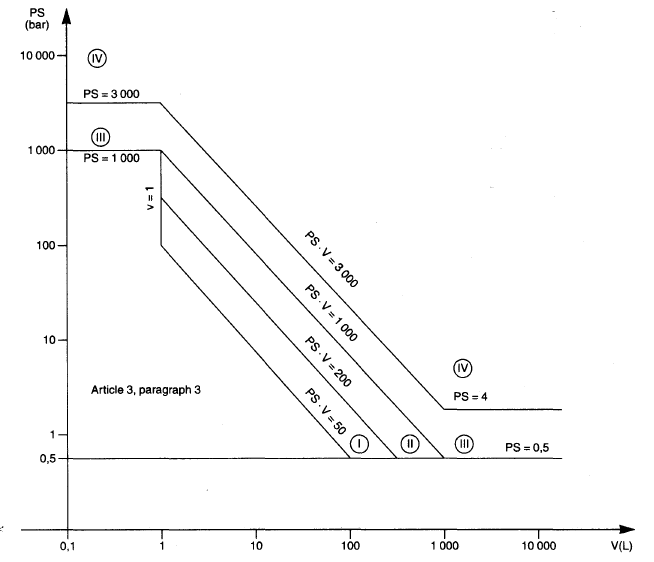 PS
(bar)
10 000
IV
PS = 3 000
III
1 000
PS = 1 000
v = 1
100
PS . V = 3 000
PS . V = 1 000
10
PS . V = 200
IV
PS = 4
Article 3, paragraph 3
PS . V = 50
1
I
II
III
PS = 0,5
0,5
0,1
1
10
100
1 000
10 000
V(L)